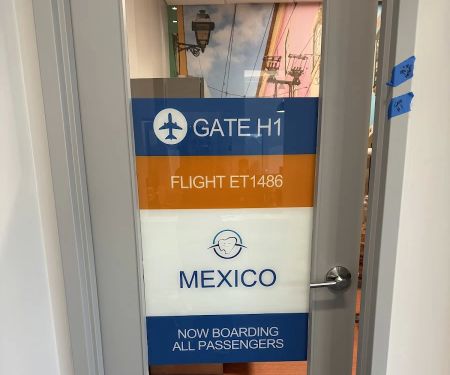 GATE H1
FLIGHT ET1486
MEXICO
NOW BOARDING
ALL PASSENGERS